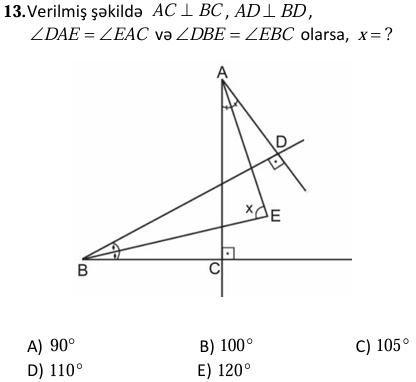 13.Verilmiş şəkildə AC ⊥ BC, AD ⊥ BD,
∠DAE = ∠EAC və ∠DBE = ∠EBC olarsa, x = ?
A
D
x
E
B
C
A) 90°
B) 100°
C) 105°
D) 110°
E) 120°